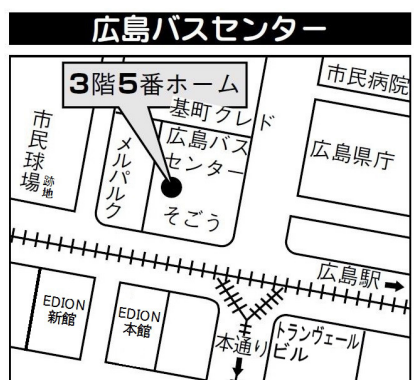 広島バスセンター
3階5番ホーム
市民病院
基町クレド
市民球場跡地
メルパルク
広島バス
センター
広島県庁
そごう
広島駅➡
EDION
新館
EDION
本館
本通り
トランヴェール
ビル